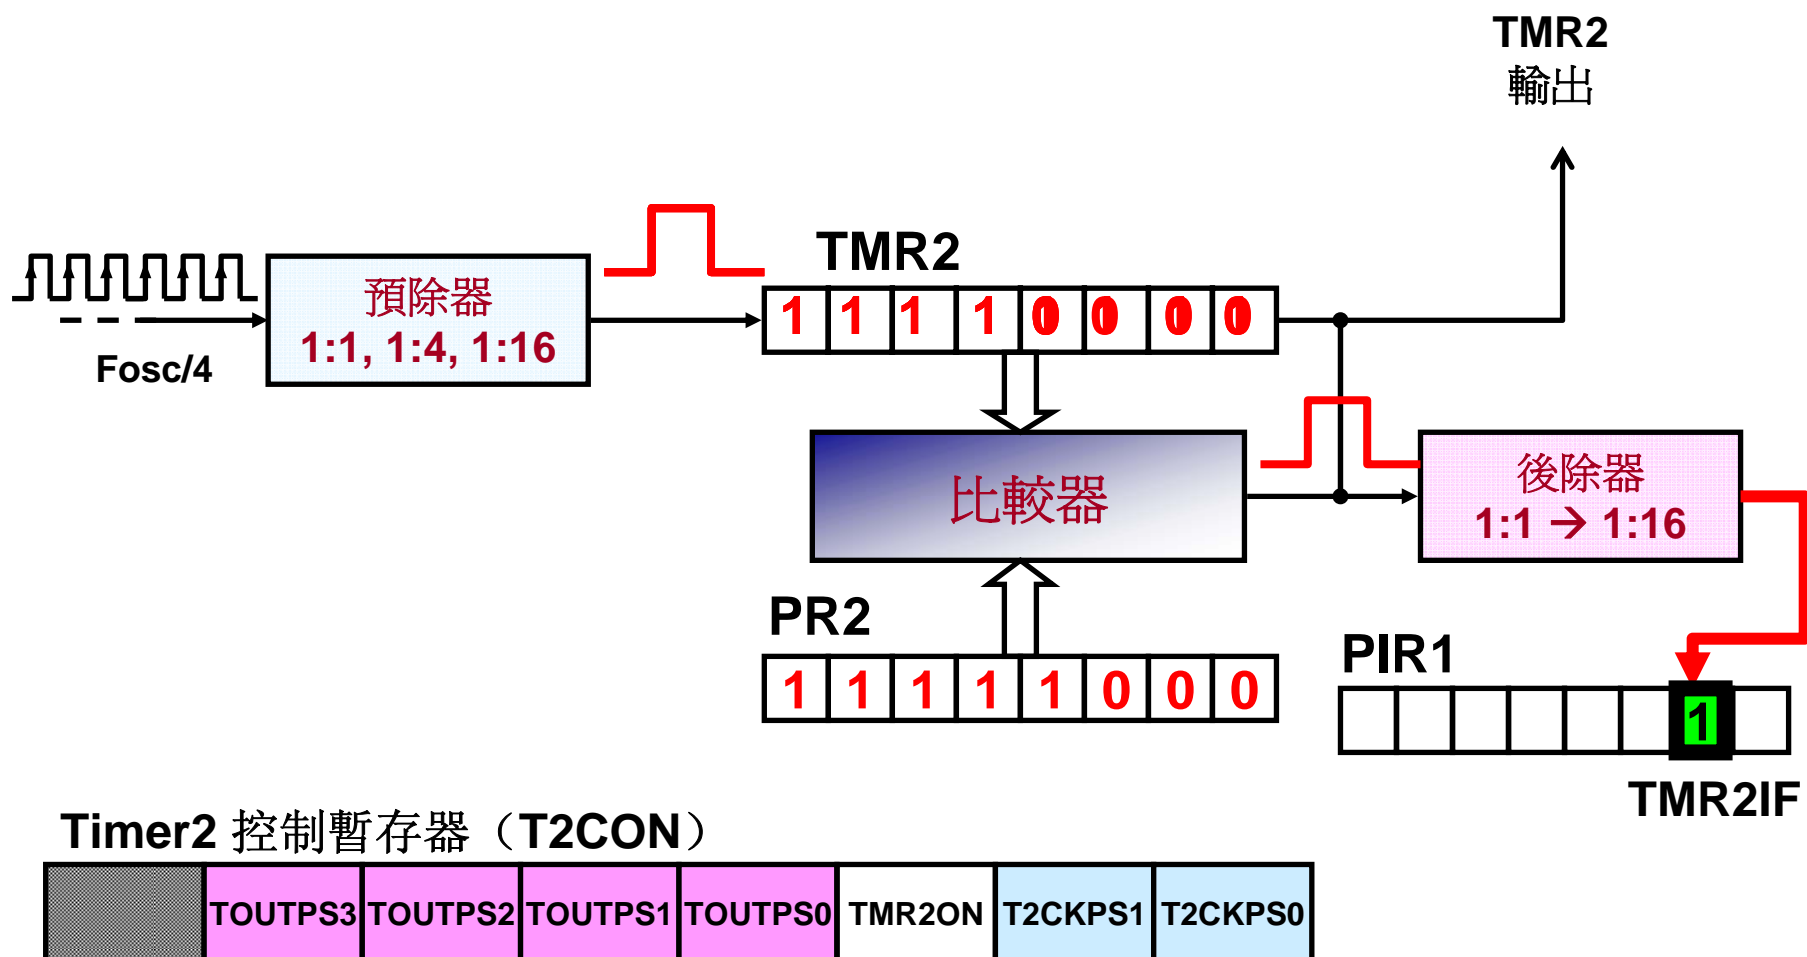 TMR2
輸出
TMR2
預除器
1:1, 1:4, 1:16
Fosc/4
1 1 1 1 0 0 0 0
比較器
後除器
1:1 → 1:16
PR2
1 1 1 1 1 0 0 0
PIR1
1
TMR2IF
Timer2 控制暫存器（T2CON）
TOUTPS3 TOUTPS2 TOUTPS1 TOUTPS0 TMR2ON T2CKPS1 T2CKPS0